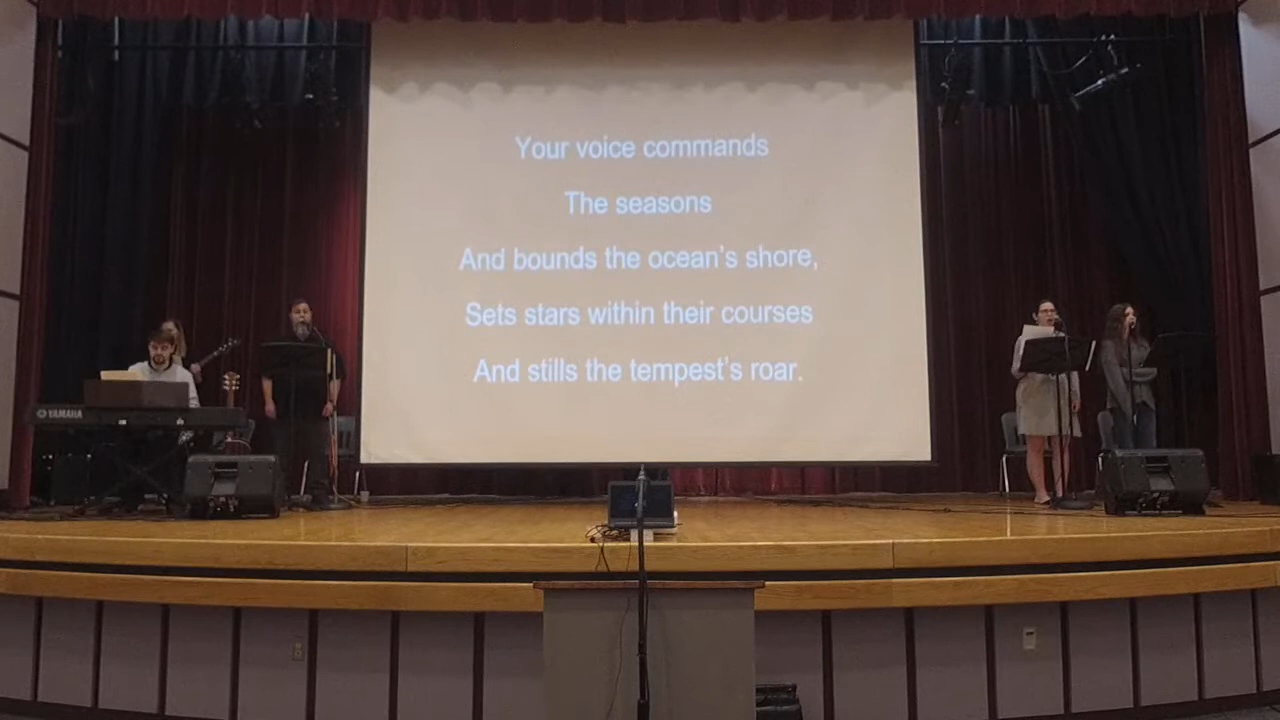 Your voice commands
The seasons
And bounds the ocean's shore,
Sets stars within their courses
And stills the tempest's roar.
YAMAHA